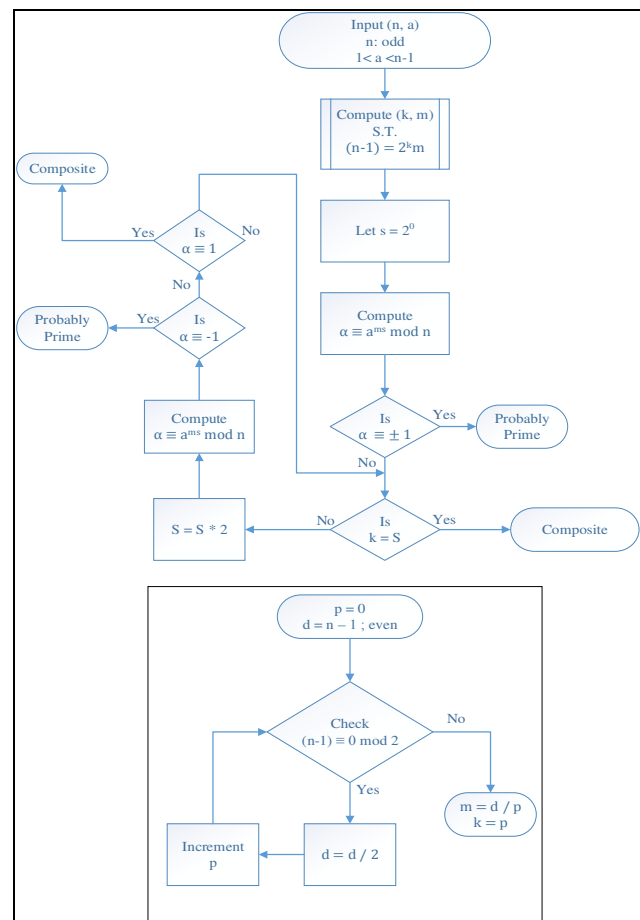 Input (n, a)
n: odd
1< a <n-1
Compute (k, m)
S.T.
(n-1) = 2ᵏm
Let s = 2⁰
Compute
α ≡ aᵐˢ mod n
Is
α ≡ ± 1
Yes
Probably
Prime
No
Is
k = S
Yes
Composite
No
S = S * 2
Compute
α ≡ aᵐˢ mod n
Is
α ≡ -1
Yes
Probably
Prime
No
Is
α ≡ 1
Yes
No
Composite
p = 0
d = n – 1 ; even
Check
(n-1) ≡ 0 mod 2
No
m = d / p
k = p
Yes
d = d / 2
Increment
p